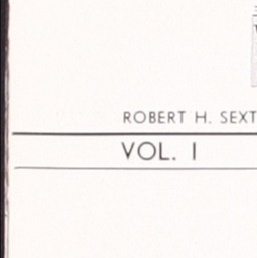 ROBERT H. SEXT
VOL. I